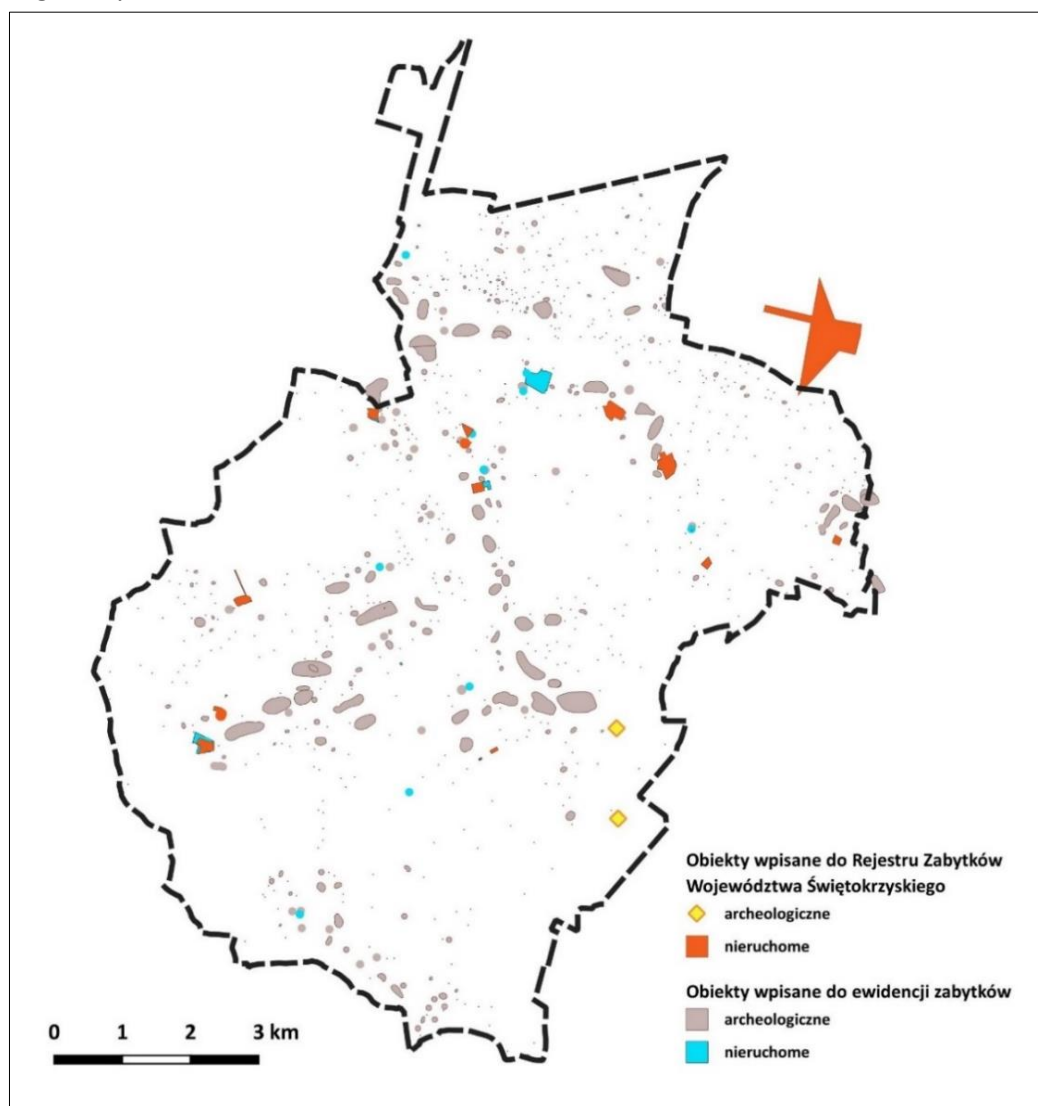 Obiekty wpisane do Rejestru Zabytków
Województwa Świętokrzyskiego
archeologiczne
nieruchome
Obiekty wpisane do ewidencji zabytków
archeologiczne
nieruchome
0 1 2 3 km